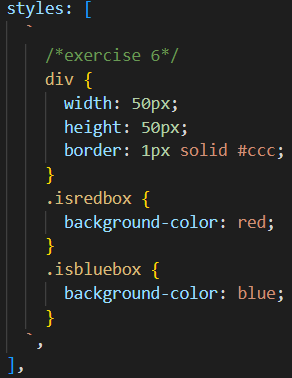 styles: [
`
/*exercise 6*/
div {
width: 50px;
height: 50px;
border: 1px solid #ccc;
}
.isredbox {
background-color: red;
}
.isbluebox {
background-color: blue;
}
`,
],